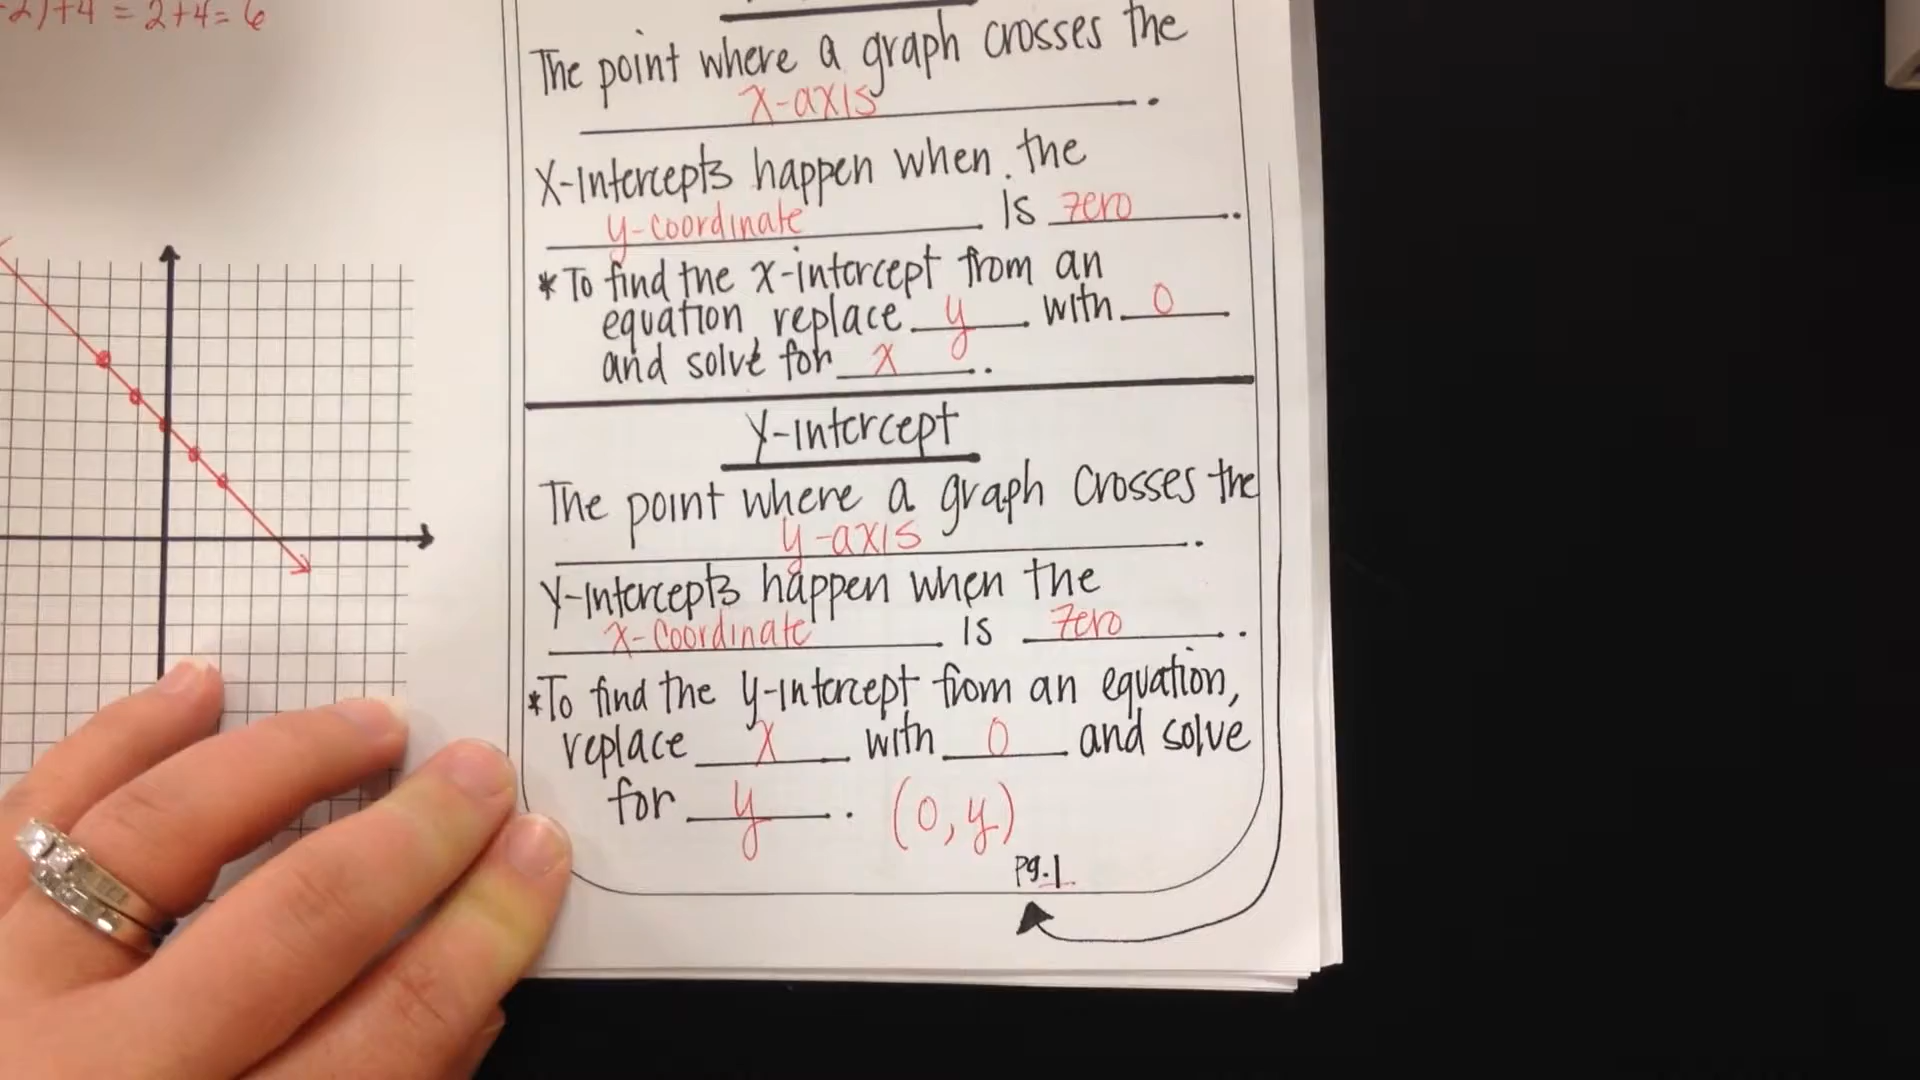 2)+4 = 2+4= 6
The point where a graph crosses the
x-axis.
X-Intercepts happen when the
y-coordinate is zero.
*To find the x-intercept from an
equation replace y with 0
and solve for x.
Y-Intercept
The point where a graph crosses the
y-axis.
Y-Intercepts happen when the
x-coordinate is zero.
*To find the y-intercept from an equation,
replace x with 0 and solve
for y. (0,y)
pg.1